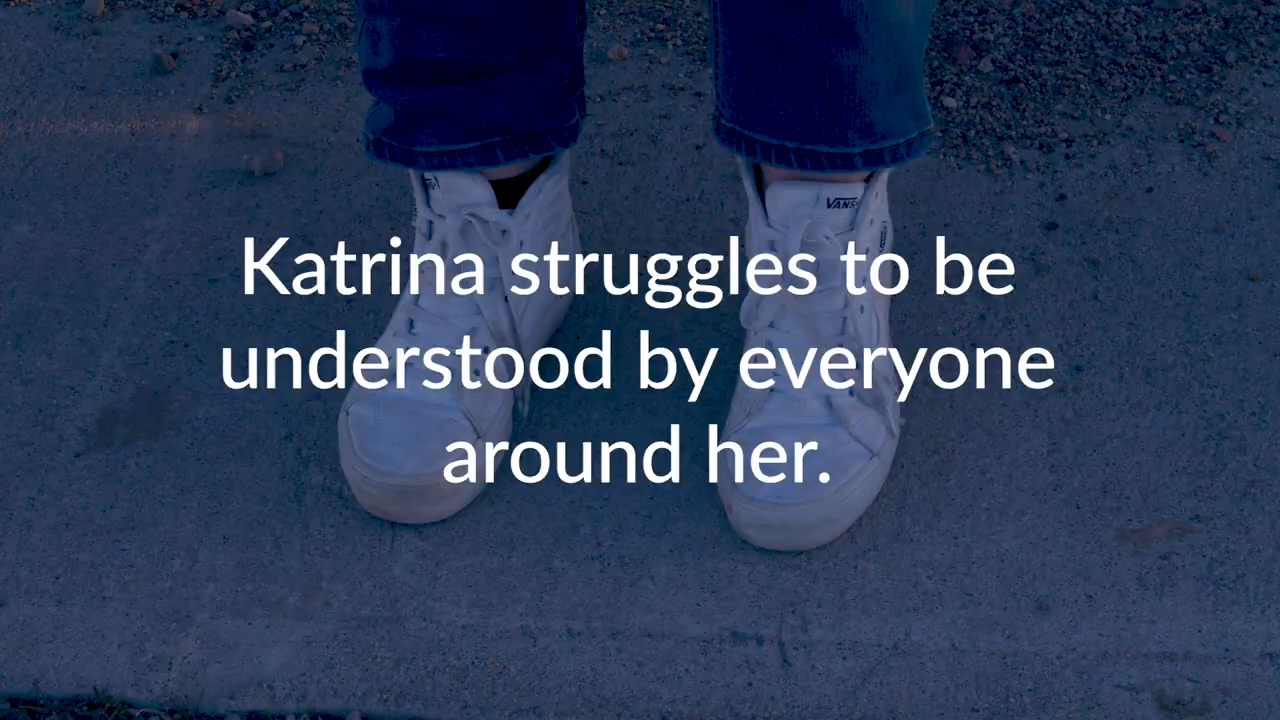 VANS
Katrina struggles to be
understood by everyone
around her.